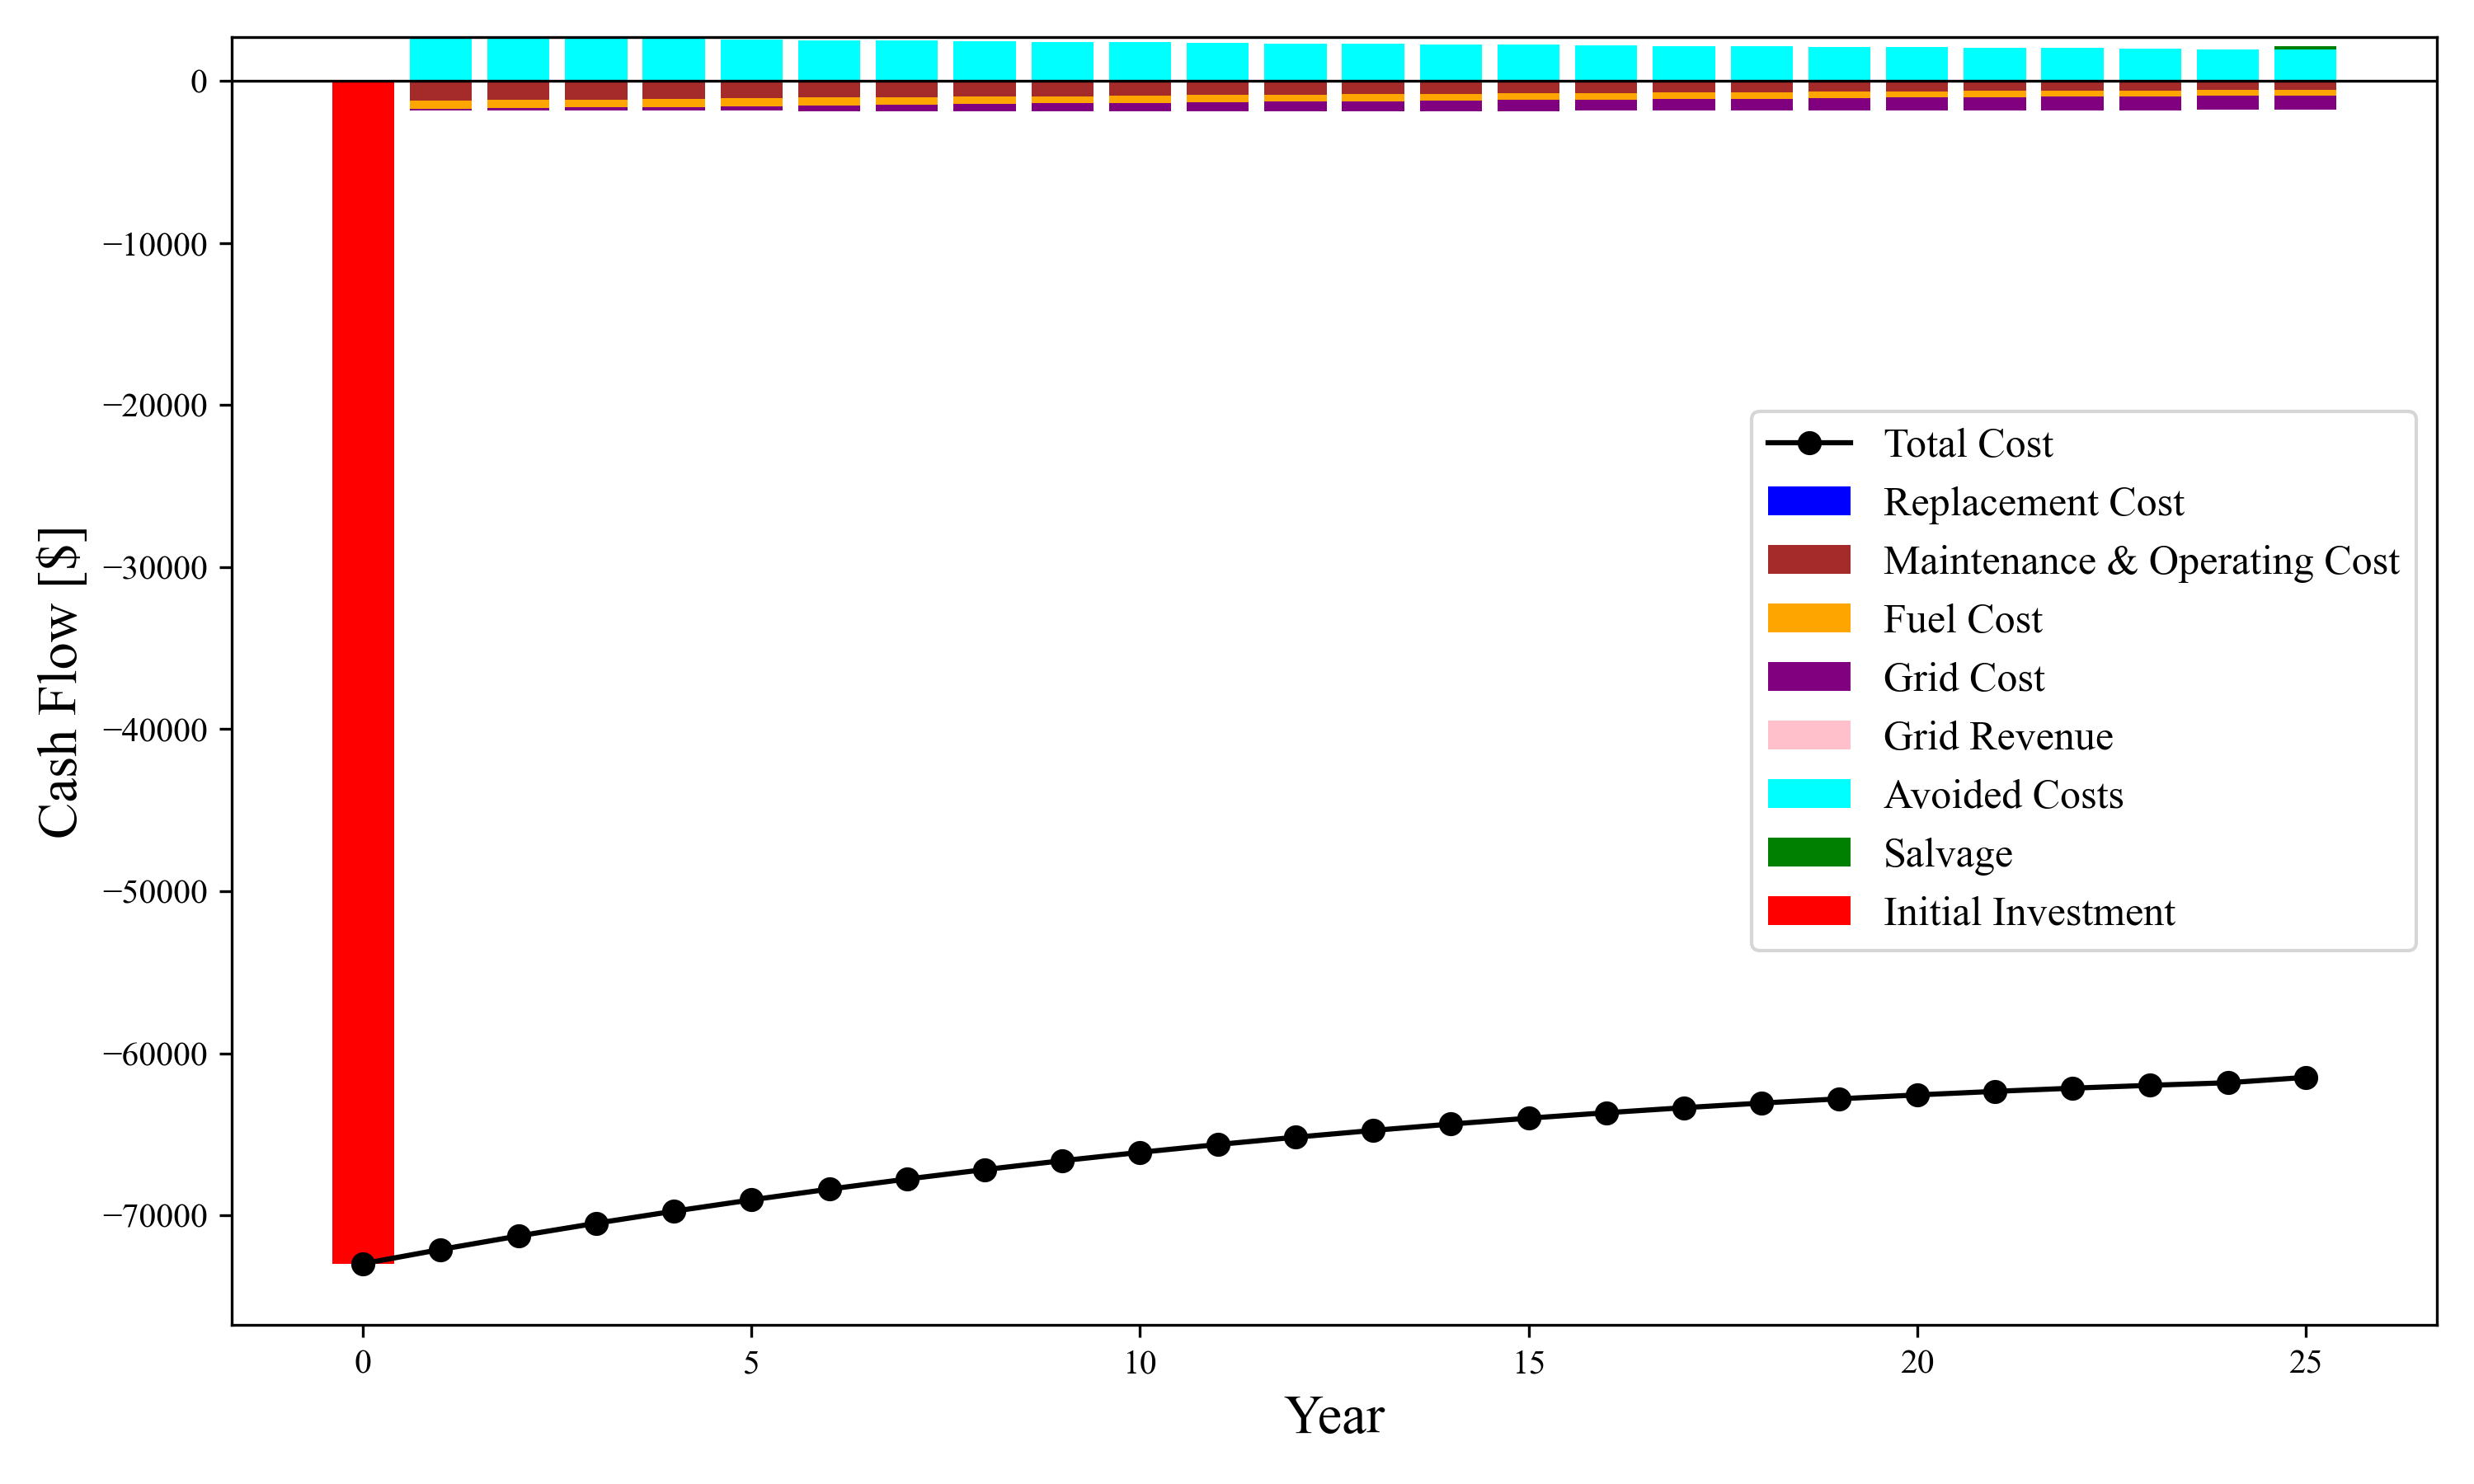 0
−10000
−20000
−30000
−40000
−50000
−60000
−70000
Cash Flow [$]
Total Cost
Replacement Cost
Maintenance & Operating Cost
Fuel Cost
Grid Cost
Grid Revenue
Avoided Costs
Salvage
Initial Investment
0 5 10 15 20 25
Year